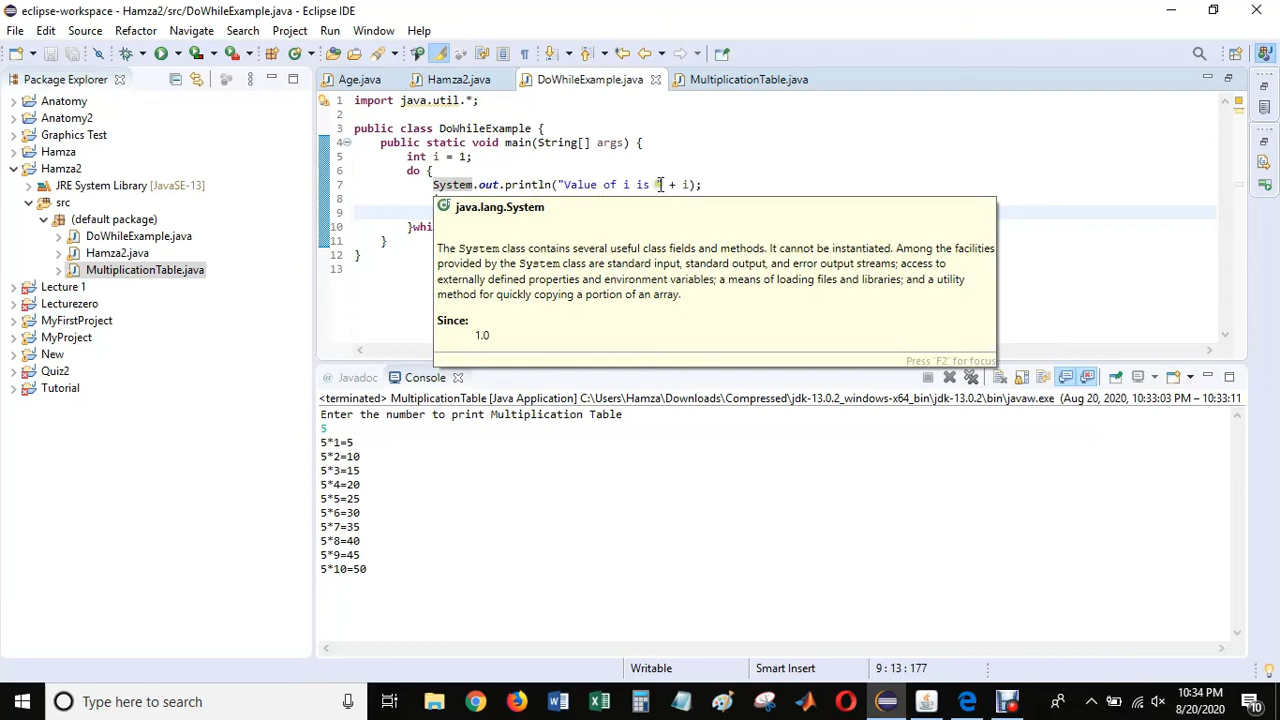 eclipse-workspace - Hamza2/src/DoWhileExample.java - Eclipse IDE
File Edit Source Refactor Navigate Search Project Run Window Help
Package Explorer
Anatomy
Anatomy2
Graphics Test
Hamza
Hamza2
JRE System Library [JavaSE-13]
src
(default package)
DoWhileExample.java
Hamza2.java
MultiplicationTable.java
Lecture 1
Lecturezero
MyFirstProject
MyProject
New
Quiz2
Tutorial
Age.java Hamza2.java DoWhileExample.java MultiplicationTable.java
1 import java.util.*;
2
3 public class DoWhileExample {
4 public static void main(String[] args) {
5 int i = 1;
6 do {
7 System.out.println("Value of i is " + i);
8
9
10 }whi
11 }
12 }
13
java.lang.System
The System class contains several useful class fields and methods. It cannot be instantiated. Among the facilities
provided by the System class are standard input, standard output, and error output streams; access to
externally defined properties and environment variables; a means of loading files and libraries; and a utility
method for quickly copying a portion of an array.
Since:
1.0
Press 'F2' for focus
Javadoc Console
<terminated> MultiplicationTable [Java Application] C:\Users\Hamza\Downloads\Compressed\jdk-13.0.2_windows-x64_bin\jdk-13.0.2\bin\javaw.exe (Aug 20, 2020, 10:33:03 PM – 10:33:11
Enter the number to print Multiplication Table
5
5*1=5
5*2=10
5*3=15
5*4=20
5*5=25
5*6=30
5*7=35
5*8=40
5*9=45
5*10=50
Writable Smart Insert 9 : 13 : 177
Type here to search
10:34 PM
8/20/2020
10